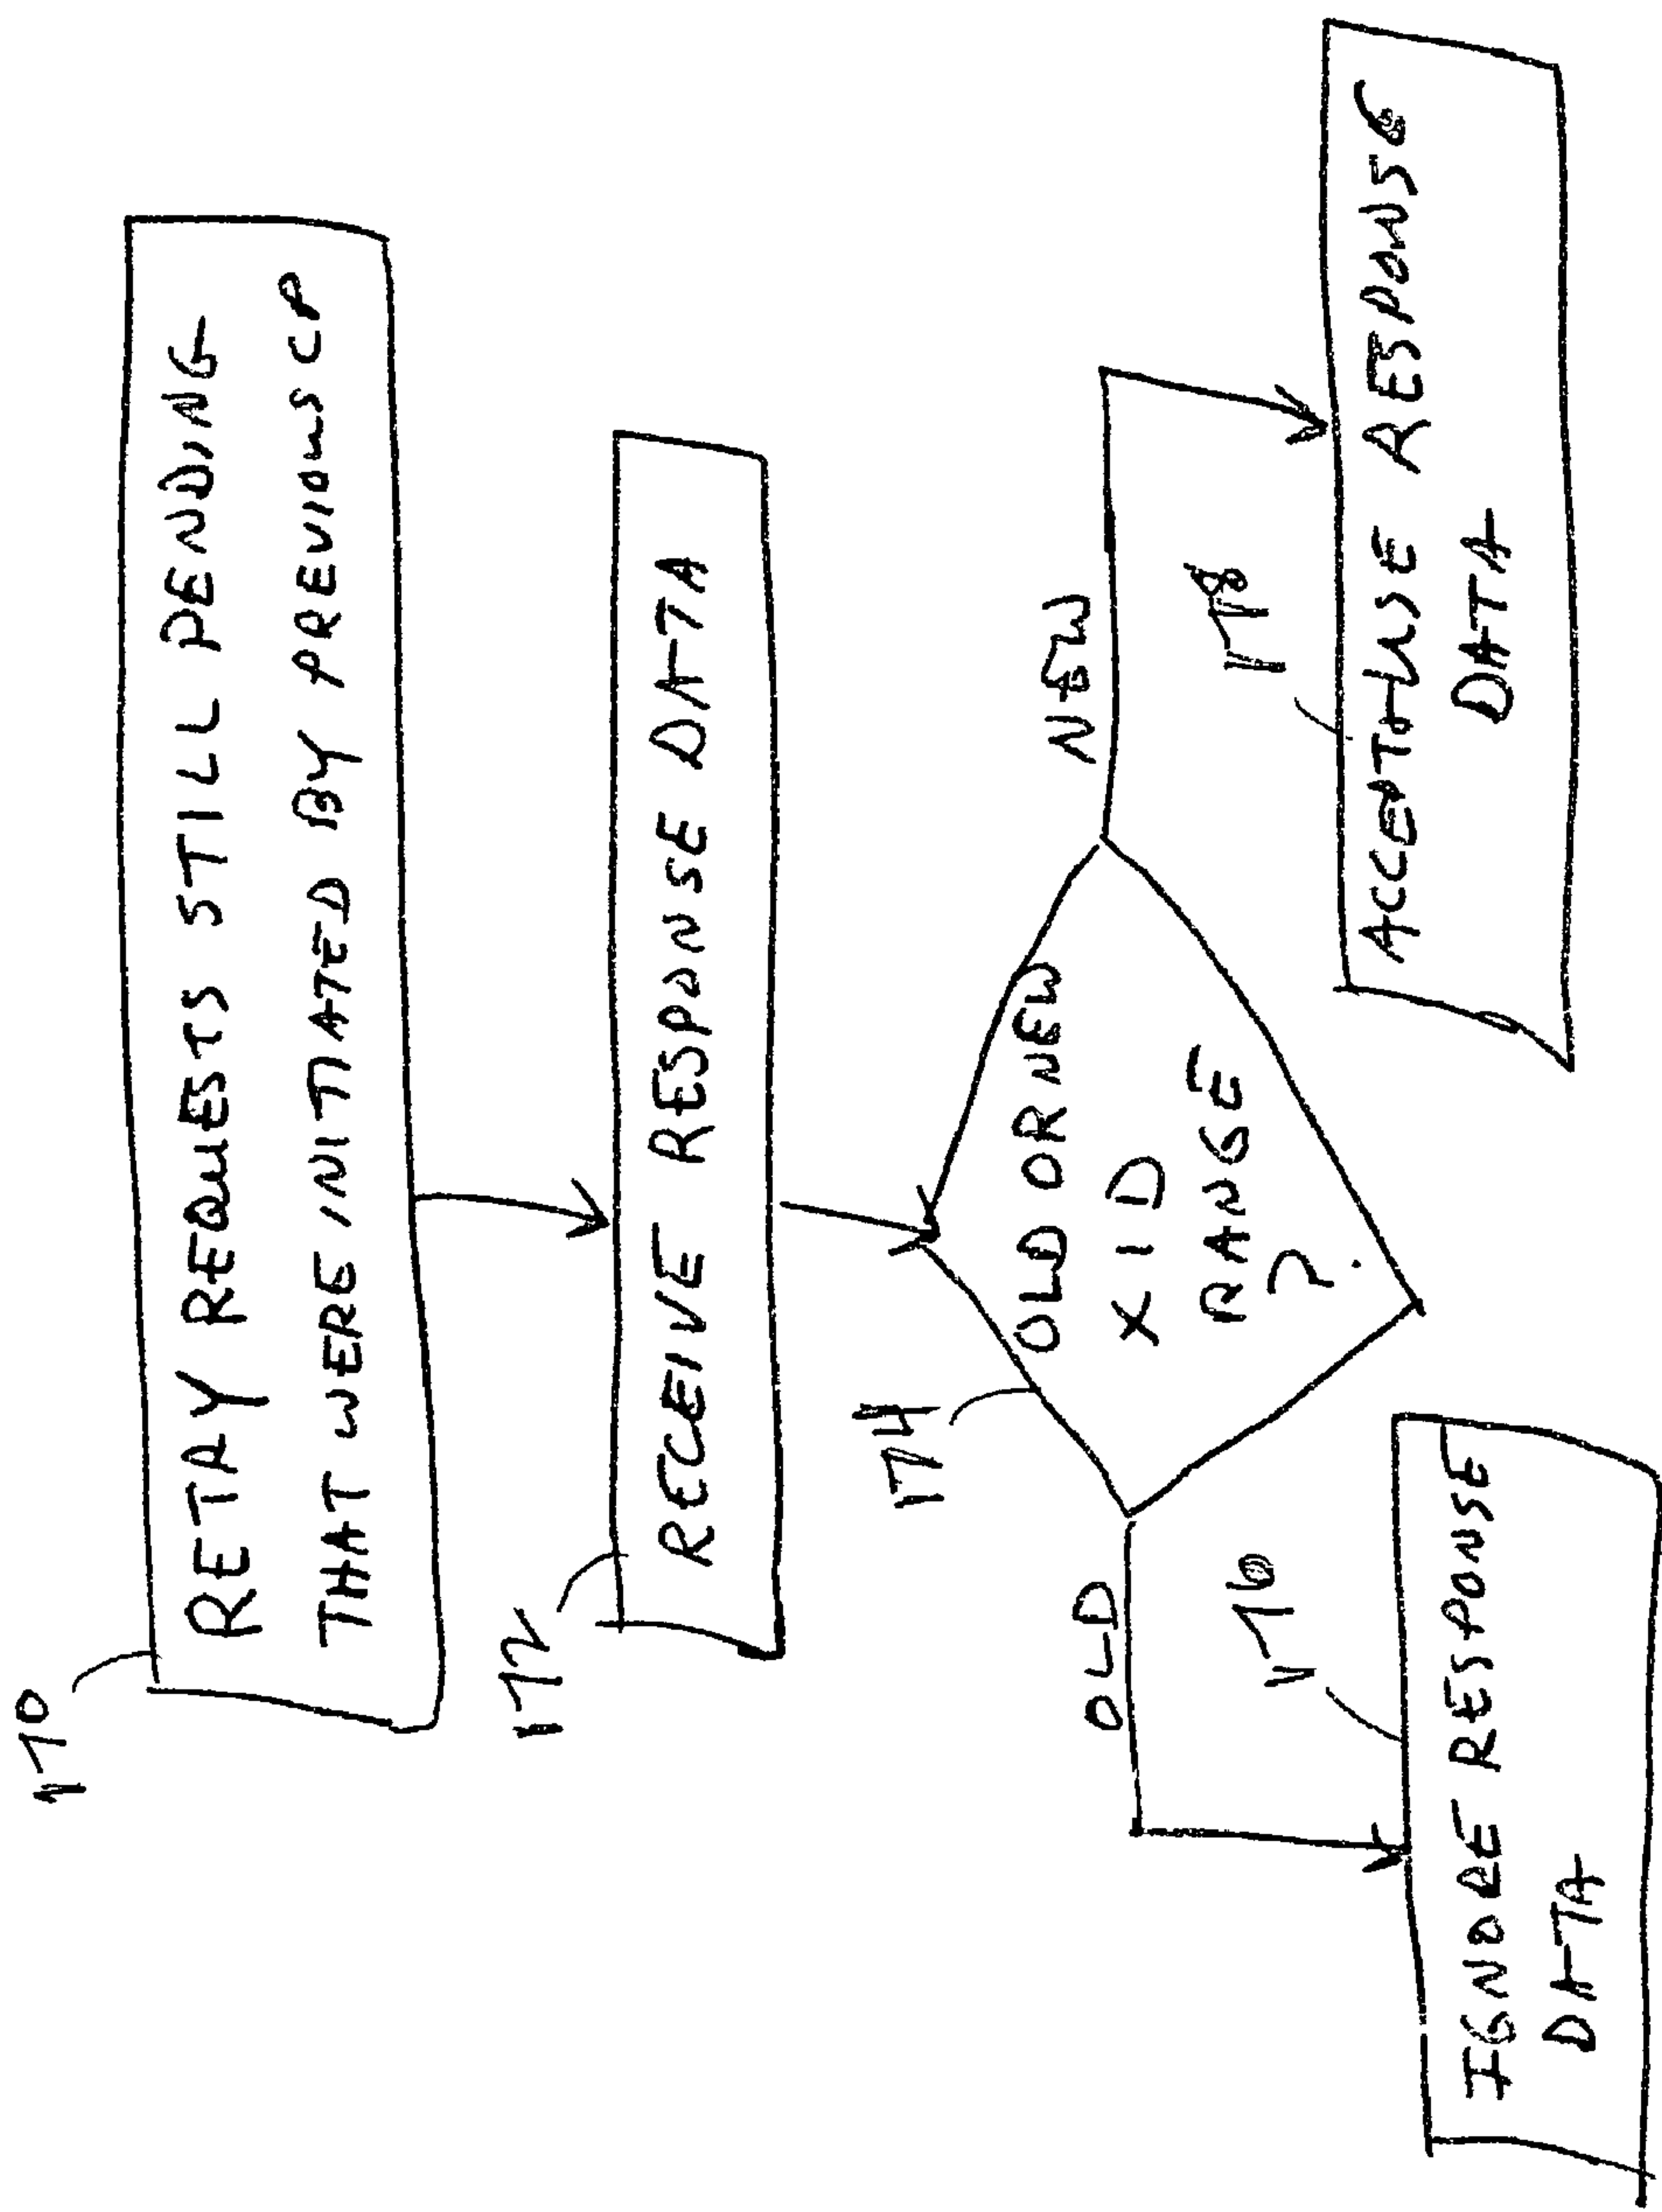 170
RETRY REQUESTS STILL PENDING
THAT WERE INITIATED BY PREVIOUS CP
172
RECEIVE RESPONSE DATA
174
OLD OR NEW
XID
RANGE
?
OLD
NEW
176
IGNORE RESPONSE
DATA
178
ACCEPT+USE RESPONSE
DATA